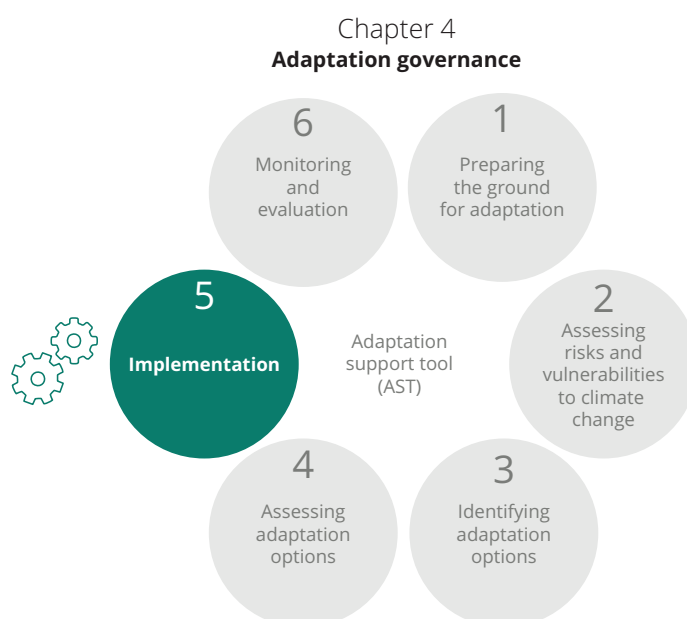 Chapter 4
Adaptation governance
6
Monitoring
and
evaluation
1
Preparing
the ground
for adaptation
5
Implementation
Adaptation
support tool
(AST)
2
Assessing
risks and
vulnerabilities
to climate
change
4
Assessing
adaptation
options
3
Identifying
adaptation
options